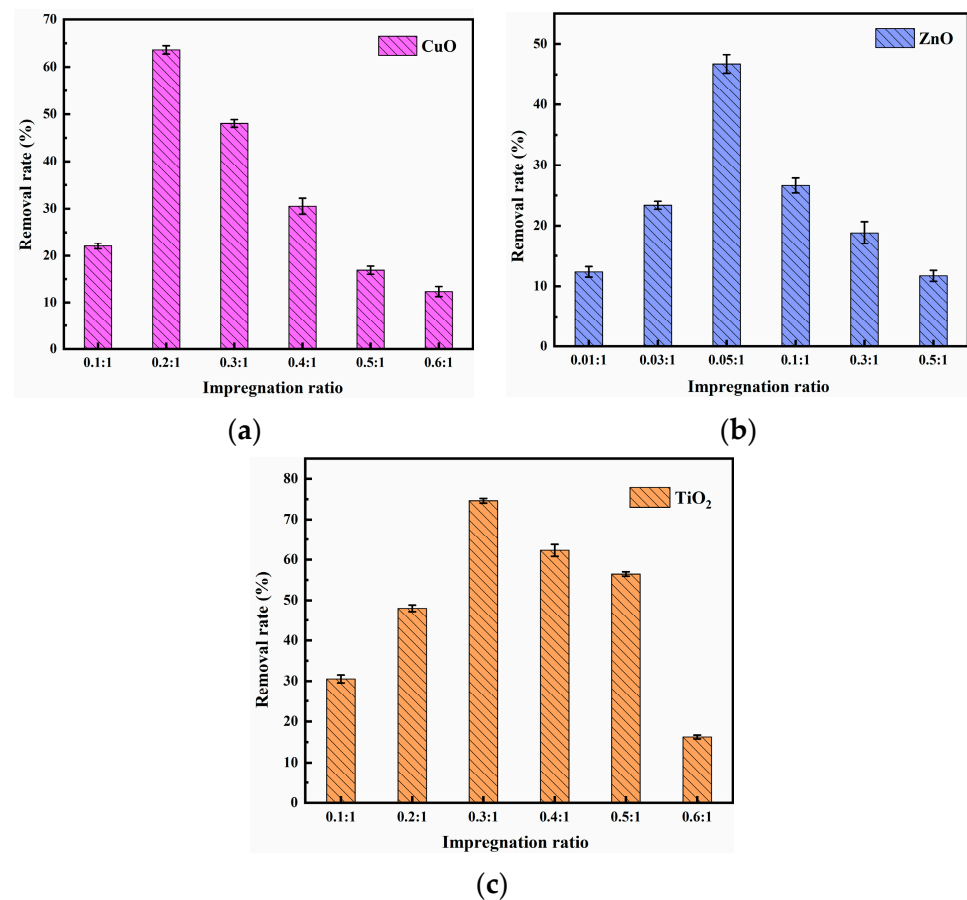 CuO
Removal rate (%)
70
60
50
40
30
20
10
0
0.1:1 0.2:1 0.3:1 0.4:1 0.5:1 0.6:1
Impregnation ratio
(a)
ZnO
Removal rate (%)
50
40
30
20
10
0
0.01:1 0.03:1 0.05:1 0.1:1 0.3:1 0.5:1
Impregnation ratio
(b)
TiO₂
Removal rate (%)
80
70
60
50
40
30
20
10
0
0.1:1 0.2:1 0.3:1 0.4:1 0.5:1 0.6:1
Impregnation ratio
(c)